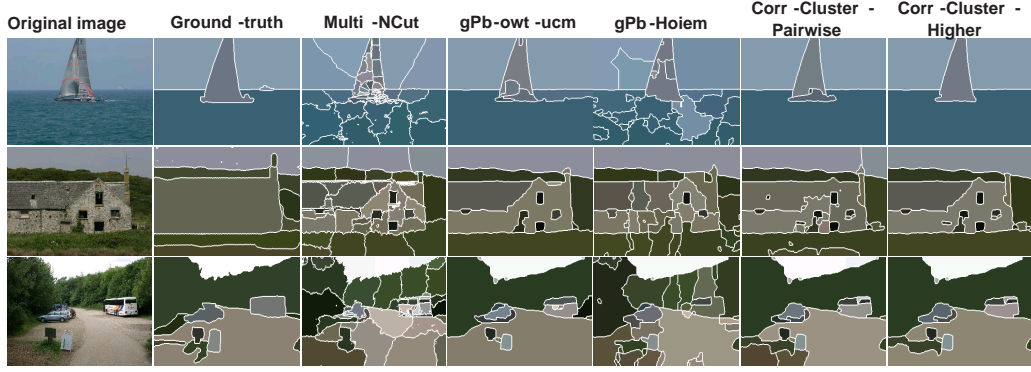 Original image Ground -truth Multi -NCut gPb-owt -ucm gPb-Hoiem Corr -Cluster - Pairwise Corr -Cluster - Higher